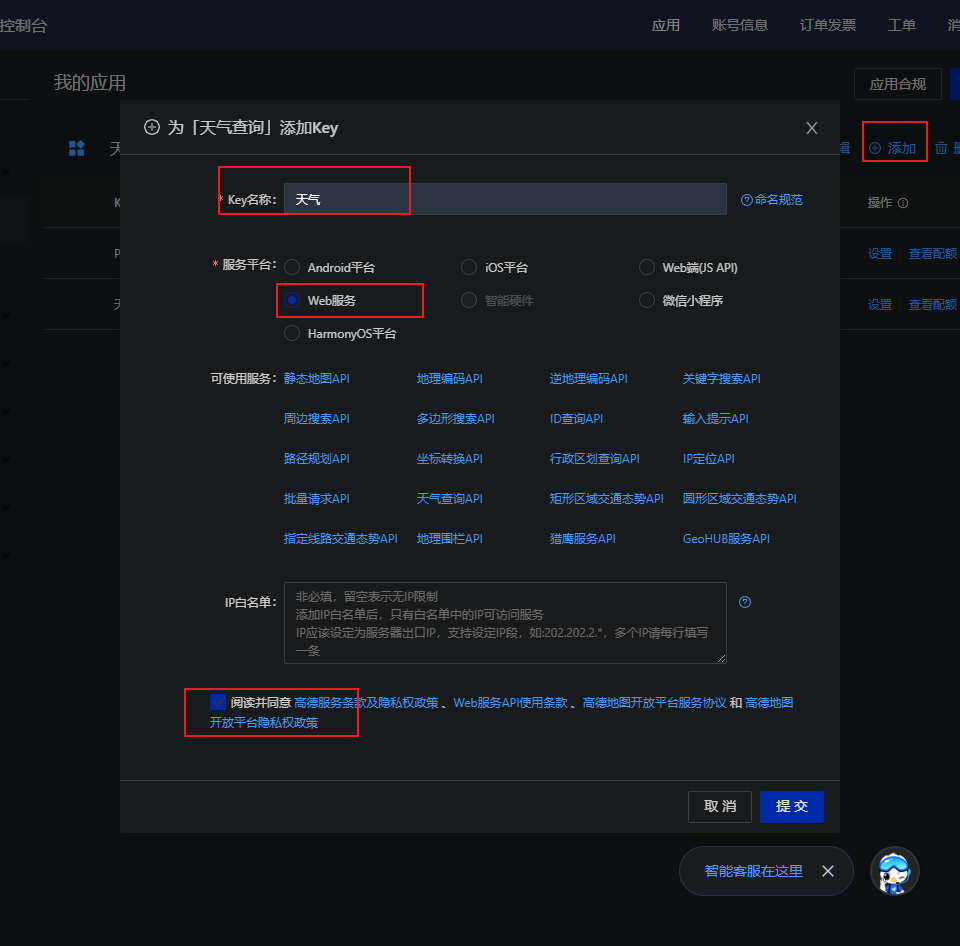 控制台
应用 账号信息 订单发票 工单
我的应用
应用合规
为「天气查询」添加Key X
添加
Key名称: 天气 命名规范
操作
* 服务平台: Android平台 iOS平台 Web端(JS API)
设置 查看配额
Web服务 智能硬件 微信小程序
设置 查看配额
HarmonyOS平台
可使用服务: 静态地图API 地理编码API 逆地理编码API 关键字搜索API
周边搜索API 多边形搜索API ID查询API 输入提示API
路径规划API 坐标转换API 行政区划查询API IP定位API
批量请求API 天气查询API 矩形区域交通态势API 圆形区域交通态势API
指定线路交通态势API 地理围栏API 猎鹰服务API GeoHUB服务API
IP白名单: 非必填，留空表示无IP限制
添加IP白名单后，只有白名单中的IP可访问服务
IP应该设定为服务器出口IP，支持设定IP段，如:202.202.2.*，多个IP请每行填写
一条
阅读并同意 高德服务条款及隐私权政策 、Web服务API使用条款 、高德地图开放平台服务协议 和 高德地图
开放平台隐私权政策
取 消 提 交
智能客服在这里